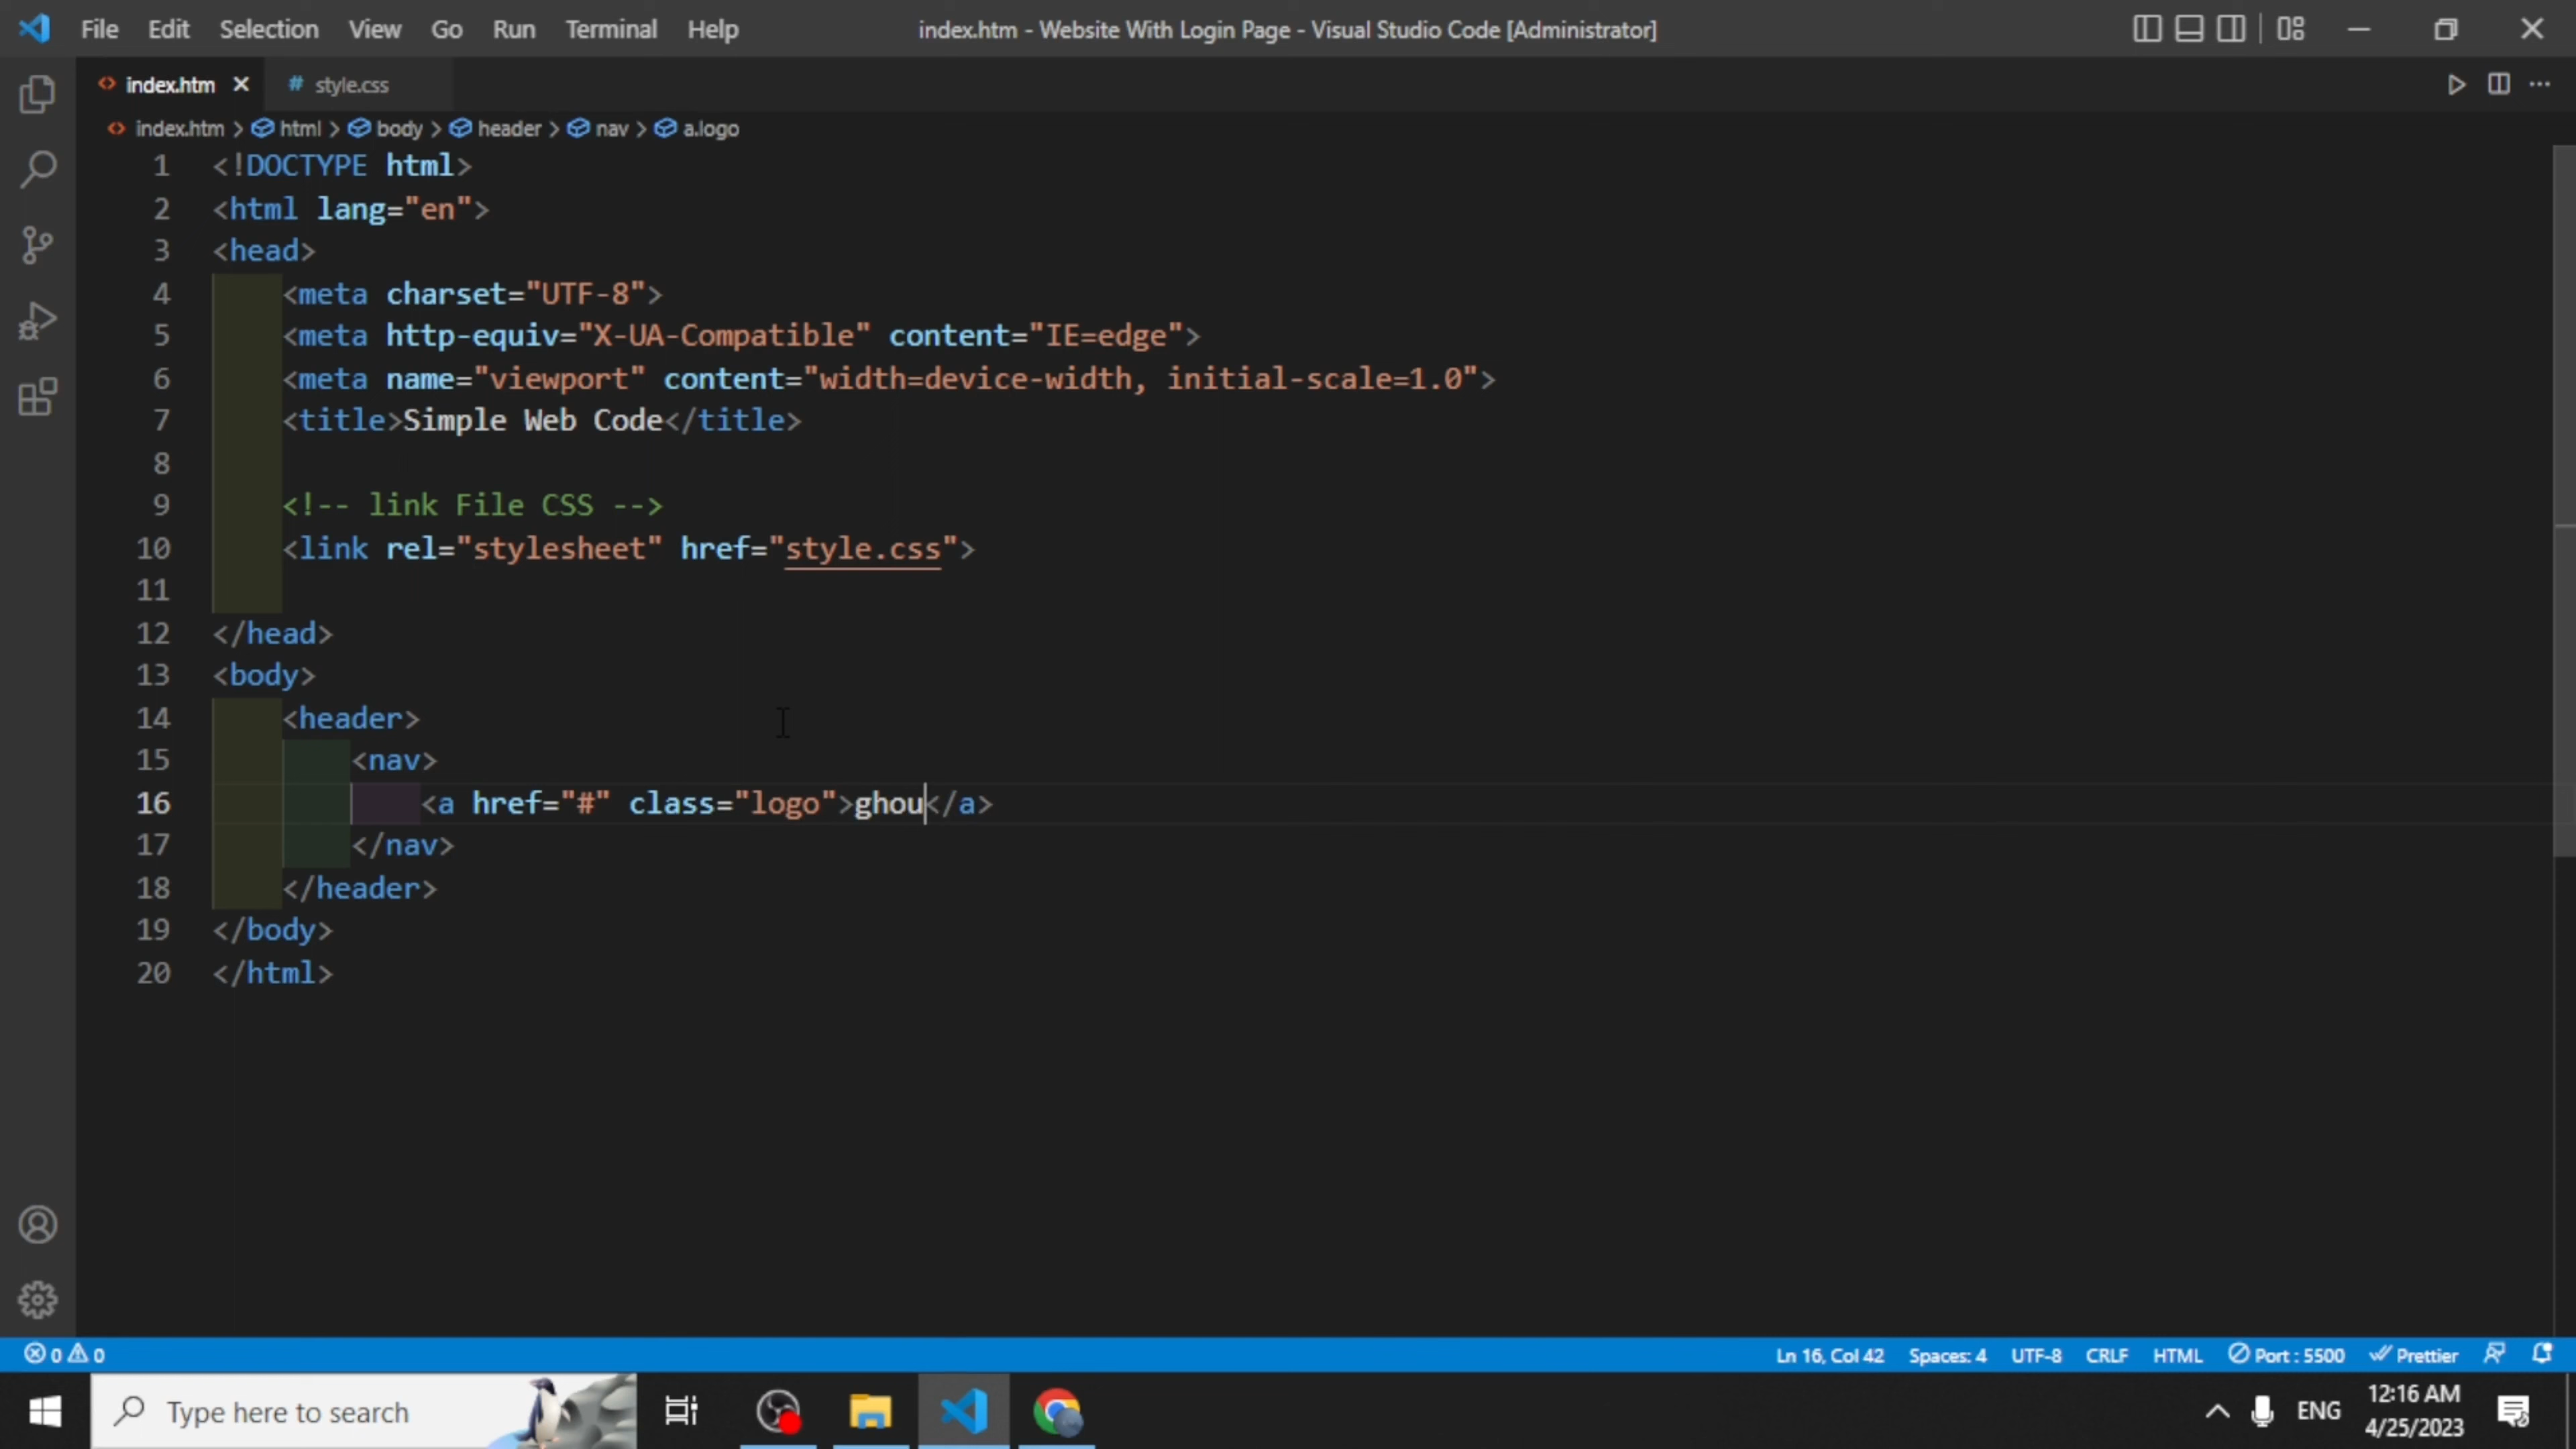 File Edit Selection View Go Run Terminal Help index.htm - Website With Login Page - Visual Studio Code [Administrator]
index.htm style.css
index.htm > html > body > header > nav > a.logo
1 <!DOCTYPE html>
2 <html lang="en">
3 <head>
4 <meta charset="UTF-8">
5 <meta http-equiv="X-UA-Compatible" content="IE=edge">
6 <meta name="viewport" content="width=device-width, initial-scale=1.0">
7 <title>Simple Web Code</title>
8
9 <!-- link File CSS -->
10 <link rel="stylesheet" href="style.css">
11
12 </head>
13 <body>
14 <header>
15 <nav>
16 <a href="#" class="logo">ghou</a>
17 </nav>
18 </header>
19 </body>
20 </html>
0 0 Ln 16, Col 42 Spaces: 4 UTF-8 CRLF HTML Port : 5500 Prettier
Type here to search ENG 12:16 AM
4/25/2023